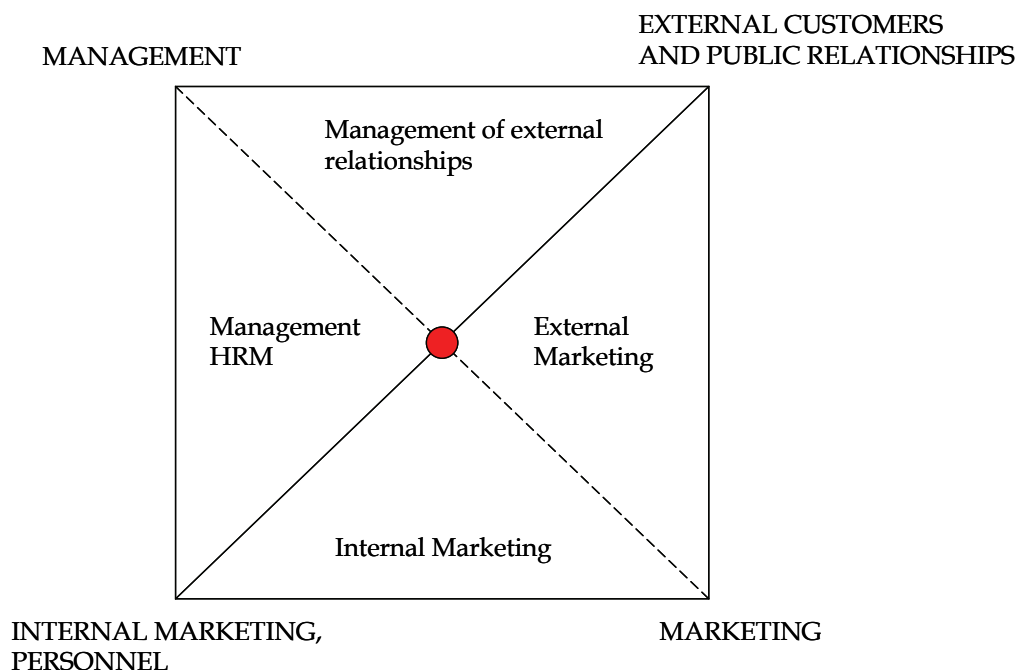 EXTERNAL CUSTOMERS
AND PUBLIC RELATIONSHIPS
MANAGEMENT
Management of external
relationships
Management
HRM
External
Marketing
Internal Marketing
INTERNAL MARKETING,
PERSONNEL
MARKETING